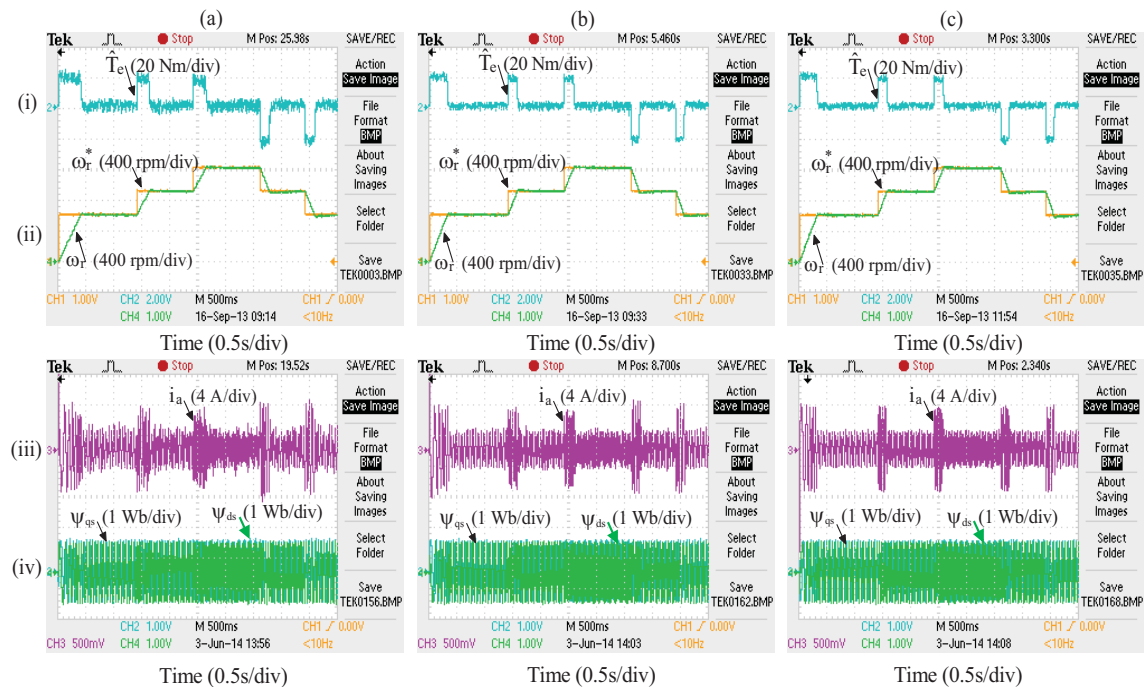 (a) (b) (c)
Tek Stop M Pos: 25.98s SAVE/REC
Action
Save Image
File
Format
BMP
About
Saving
Images
Select
Folder
Save
TEK0003.BMP
T̂e (20 Nm/div)
(i)
2
ωr* (400 rpm/div)
(ii)
4
ωr (400 rpm/div)
CH1 1.00V CH2 2.00V M 500ms CH1 / 0.00V
CH4 1.00V 16-Sep-13 09:14 <10Hz
Time (0.5s/div)
Tek Stop M Pos: 5.460s SAVE/REC
Action
Save Image
File
Format
BMP
About
Saving
Images
Select
Folder
Save
TEK0033.BMP
T̂e (20 Nm/div)
2
ωr* (400 rpm/div)
4
ωr (400 rpm/div)
CH1 1.00V CH2 2.00V M 500ms CH1 / 0.00V
CH4 1.00V 16-Sep-13 09:33 <10Hz
Time (0.5s/div)
Tek Stop M Pos: 3.300s SAVE/REC
Action
Save Image
File
Format
BMP
About
Saving
Images
Select
Folder
Save
TEK0035.BMP
T̂e (20 Nm/div)
2
ωr* (400 rpm/div)
4
ωr (400 rpm/div)
CH1 1.00V CH2 2.00V M 500ms CH1 / 0.00V
CH4 1.00V 16-Sep-13 11:54 <10Hz
Time (0.5s/div)
Tek Stop M Pos: 19.52s SAVE/REC
Action
Save Image
File
Format
BMP
About
Saving
Images
Select
Folder
Save
TEK0156.BMP
ia (4 A/div)
(iii)
3
ψqs (1 Wb/div) ψds (1 Wb/div)
(iv)
CH2 1.00V M 500ms CH1 / 0.00V
CH3 500mV CH4 1.00V 3-Jun-14 13:56 <10Hz
Time (0.5s/div)
Tek Stop M Pos: 8.700s SAVE/REC
Action
Save Image
File
Format
BMP
About
Saving
Images
Select
Folder
Save
TEK0162.BMP
ia (4 A/div)
3
ψqs (1 Wb/div) ψds (1 Wb/div)
CH2 1.00V M 500ms CH1 / 0.00V
CH3 500mV CH4 1.00V 3-Jun-14 14:03 <10Hz
Time (0.5s/div)
Tek Stop M Pos: 2.340s SAVE/REC
Action
Save Image
File
Format
BMP
About
Saving
Images
Select
Folder
Save
TEK0168.BMP
ia (4 A/div)
3
ψqs (1 Wb/div) ψds (1 Wb/div)
CH2 1.00V M 500ms CH1 / 0.00V
CH3 500mV CH4 1.00V 3-Jun-14 14:08 <10Hz
Time (0.5s/div)